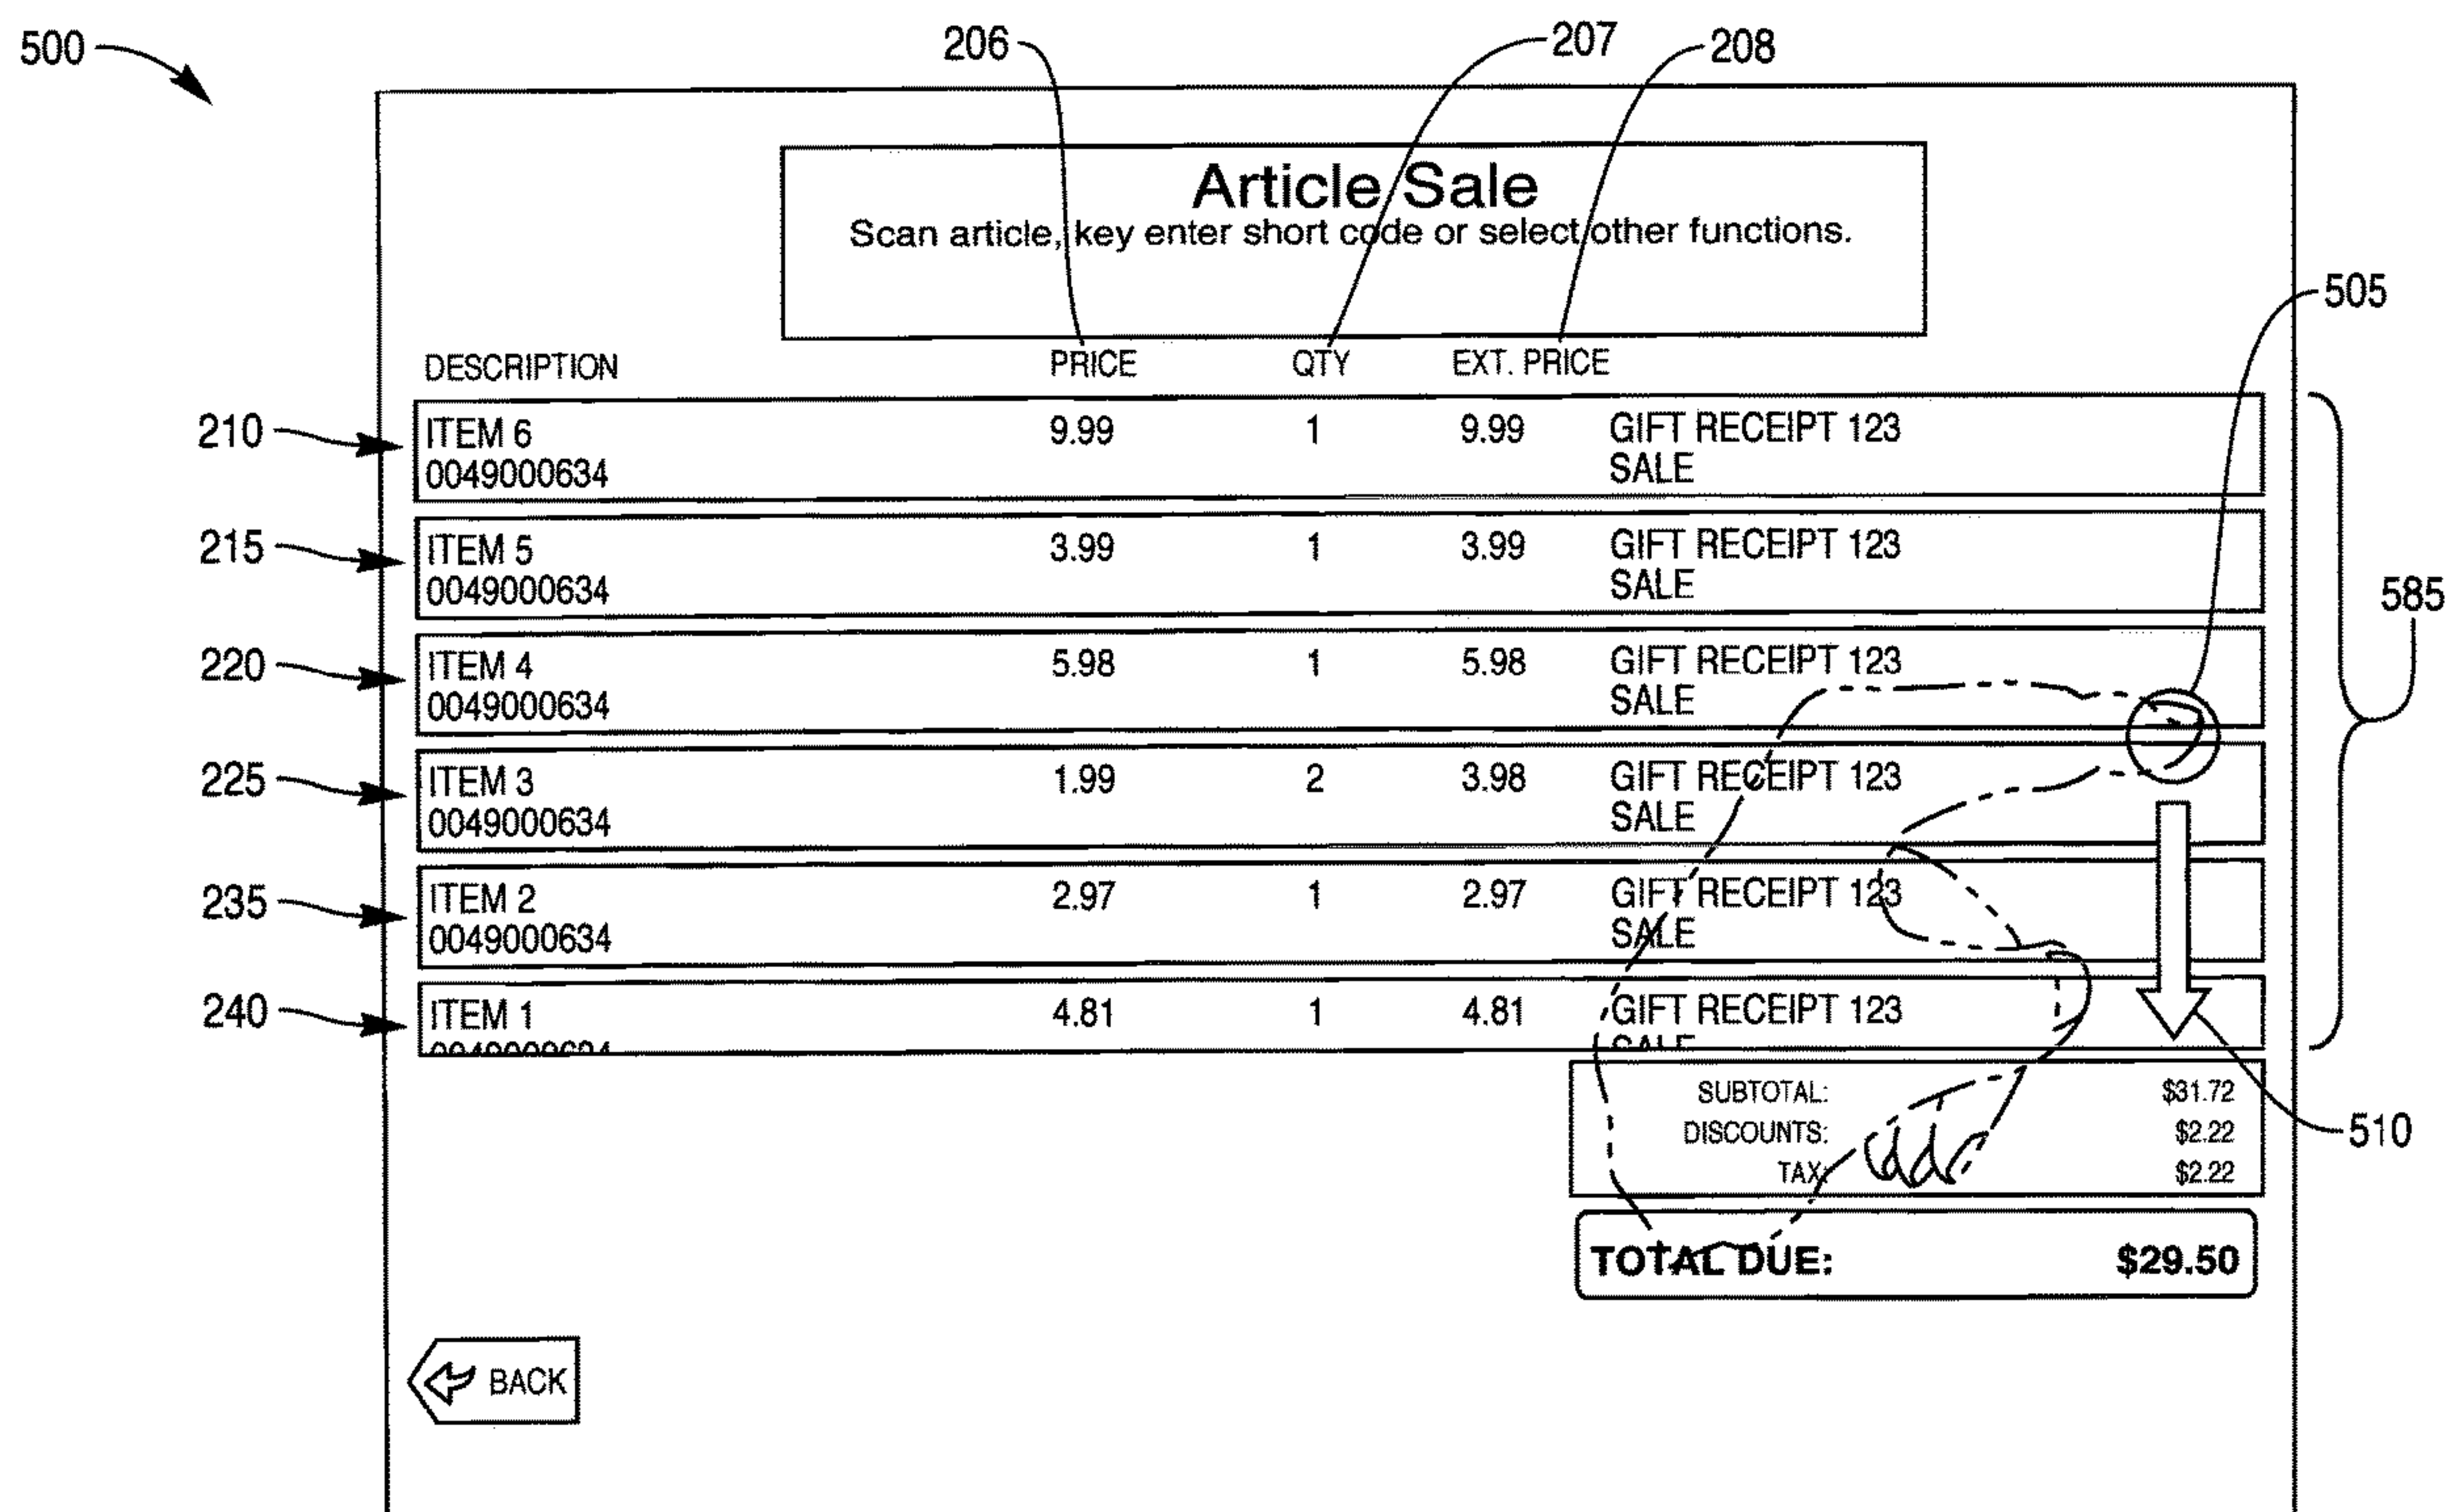 500
206
207
208
Article Sale
Scan article, key enter short code or select other functions.
505
DESCRIPTION PRICE QTY EXT. PRICE
210 ITEM 6 9.99 1 9.99 GIFT RECEIPT 123
0049000634 SALE
215 ITEM 5 3.99 1 3.99 GIFT RECEIPT 123
0049000634 SALE
585
220 ITEM 4 5.98 1 5.98 GIFT RECEIPT 123
0049000634 SALE
225 ITEM 3 1.99 2 3.98 GIFT RECEIPT 123
0049000634 SALE
235 ITEM 2 2.97 1 2.97 GIFT RECEIPT 123
0049000634 SALE
240 ITEM 1 4.81 1 4.81 GIFT RECEIPT 123
SALE
SUBTOTAL: $31.72
DISCOUNTS: $2.22
510
TAX: $2.22
TOTAL DUE: $29.50
BACK